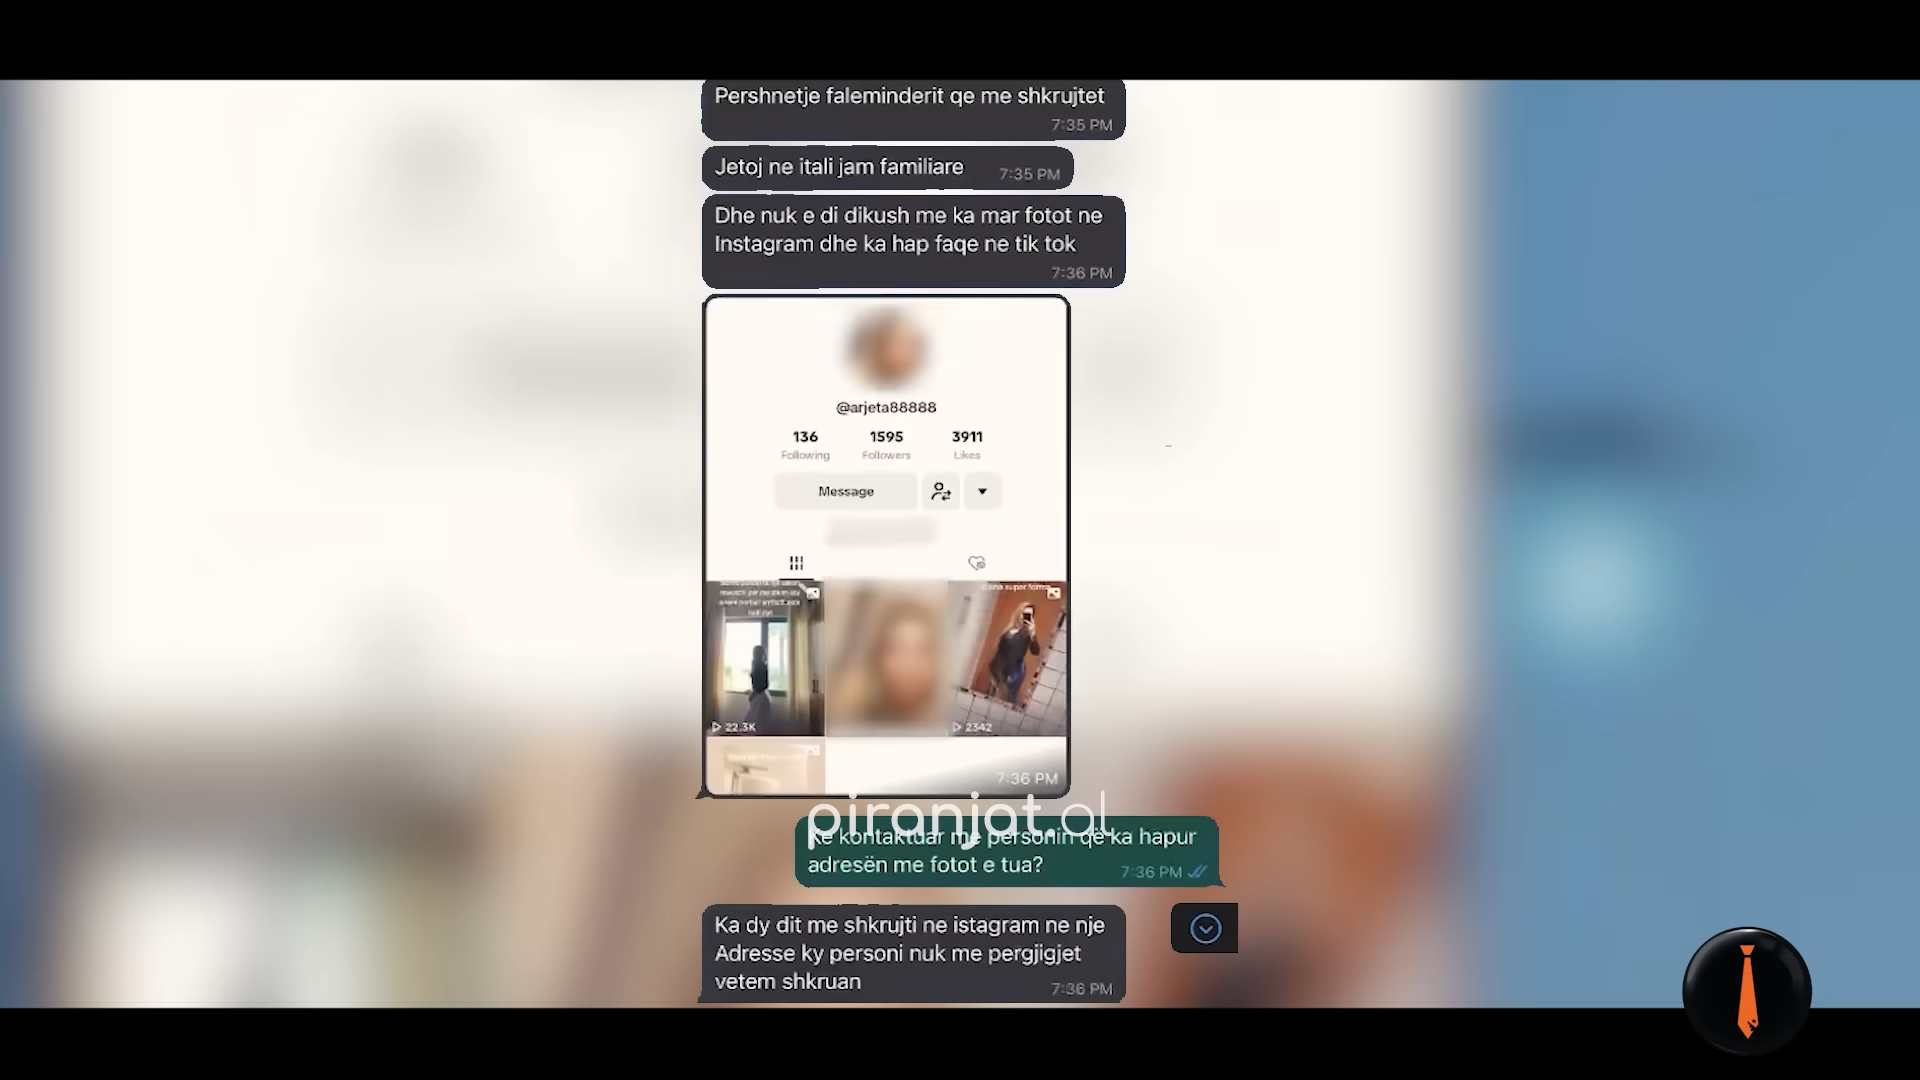 Pershnetje faleminderit qe me shkrujtet
7:35 PM
Jetoj ne itali jam familiare
7:35 PM
Dhe nuk e di dikush me ka mar fotot ne
Instagram dhe ka hap faqe ne tik tok
7:36 PM
@arjeta88888
136 1595 3911
Following Followers Likes
Message
super forme
22.3K
2342
7:36 PM
piranjat.al
Ke kontaktuar me personin që ka hapur
adresën me fotot e tua?
7:36 PM
Ka dy dit me shkrujti ne istagram ne nje
Adresse ky personi nuk me pergjigjet
vetem shkruan
7:36 PM